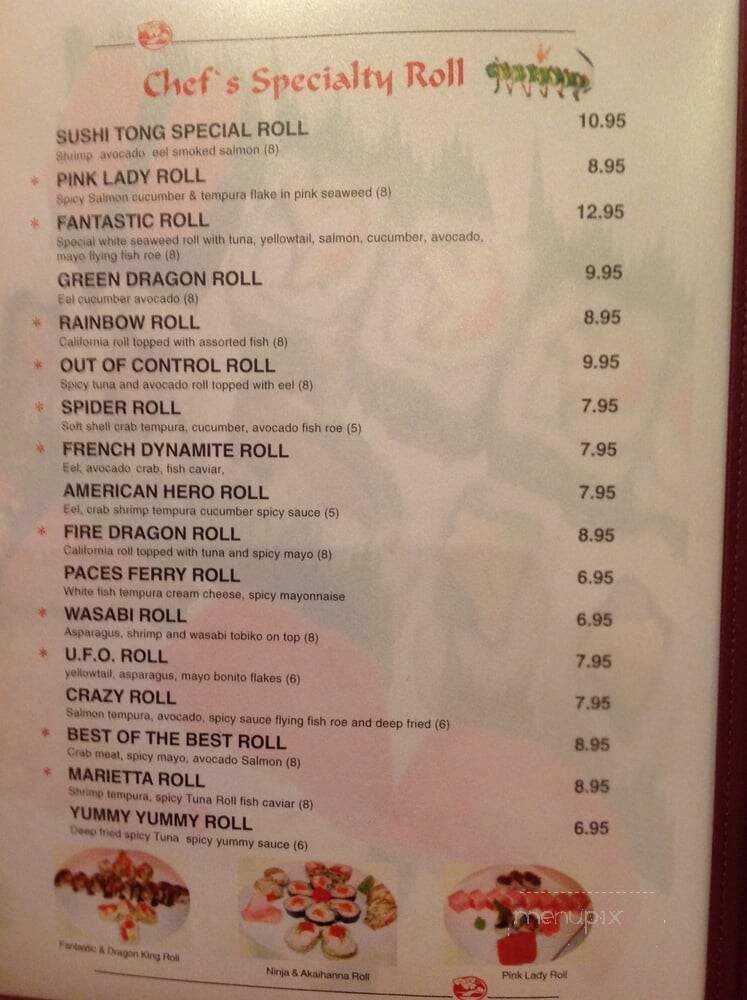 Chef`s Specialty Roll
SUSHI TONG SPECIAL ROLL 10.95
Shrimp avocado eel smoked salmon (8)
* PINK LADY ROLL 8.95
Spicy Salmon cucumber & tempura flake in pink seaweed (8)
* FANTASTIC ROLL 12.95
Special white seaweed roll with tuna, yellowtail, salmon, cucumber, avocado,
mayo flying fish roe (8)
GREEN DRAGON ROLL 9.95
Eel cucumber avocado (8)
* RAINBOW ROLL 8.95
California roll topped with assorted fish (8)
* OUT OF CONTROL ROLL 9.95
Spicy tuna and avocado roll topped with eel (8)
* SPIDER ROLL 7.95
Soft shell crab tempura, cucumber, avocado fish roe (5)
* FRENCH DYNAMITE ROLL 7.95
Eel, avocado crab, fish caviar,
AMERICAN HERO ROLL 7.95
Eel, crab shrimp tempura cucumber spicy sauce (5)
* FIRE DRAGON ROLL 8.95
California roll topped with tuna and spicy mayo (8)
PACES FERRY ROLL 6.95
White fish tempura cream cheese, spicy mayonnaise
* WASABI ROLL 6.95
Asparagus, shrimp and wasabi tobiko on top (8)
* U.F.O. ROLL 7.95
yellowtail, asparagus, mayo bonito flakes (6)
CRAZY ROLL 7.95
Salmon tempura, avocado, spicy sauce flying fish roe and deep fried (6)
* BEST OF THE BEST ROLL 8.95
Crab meat, spicy mayo, avocado Salmon (8)
* MARIETTA ROLL 8.95
Shrimp tempura, spicy Tuna Roll fish caviar (8)
YUMMY YUMMY ROLL 6.95
Deep fried spicy Tuna spicy yummy sauce (6)
menupix
Fantastic & Dragon King Roll
Ninja & Akaihanna Roll
Pink Lady Roll